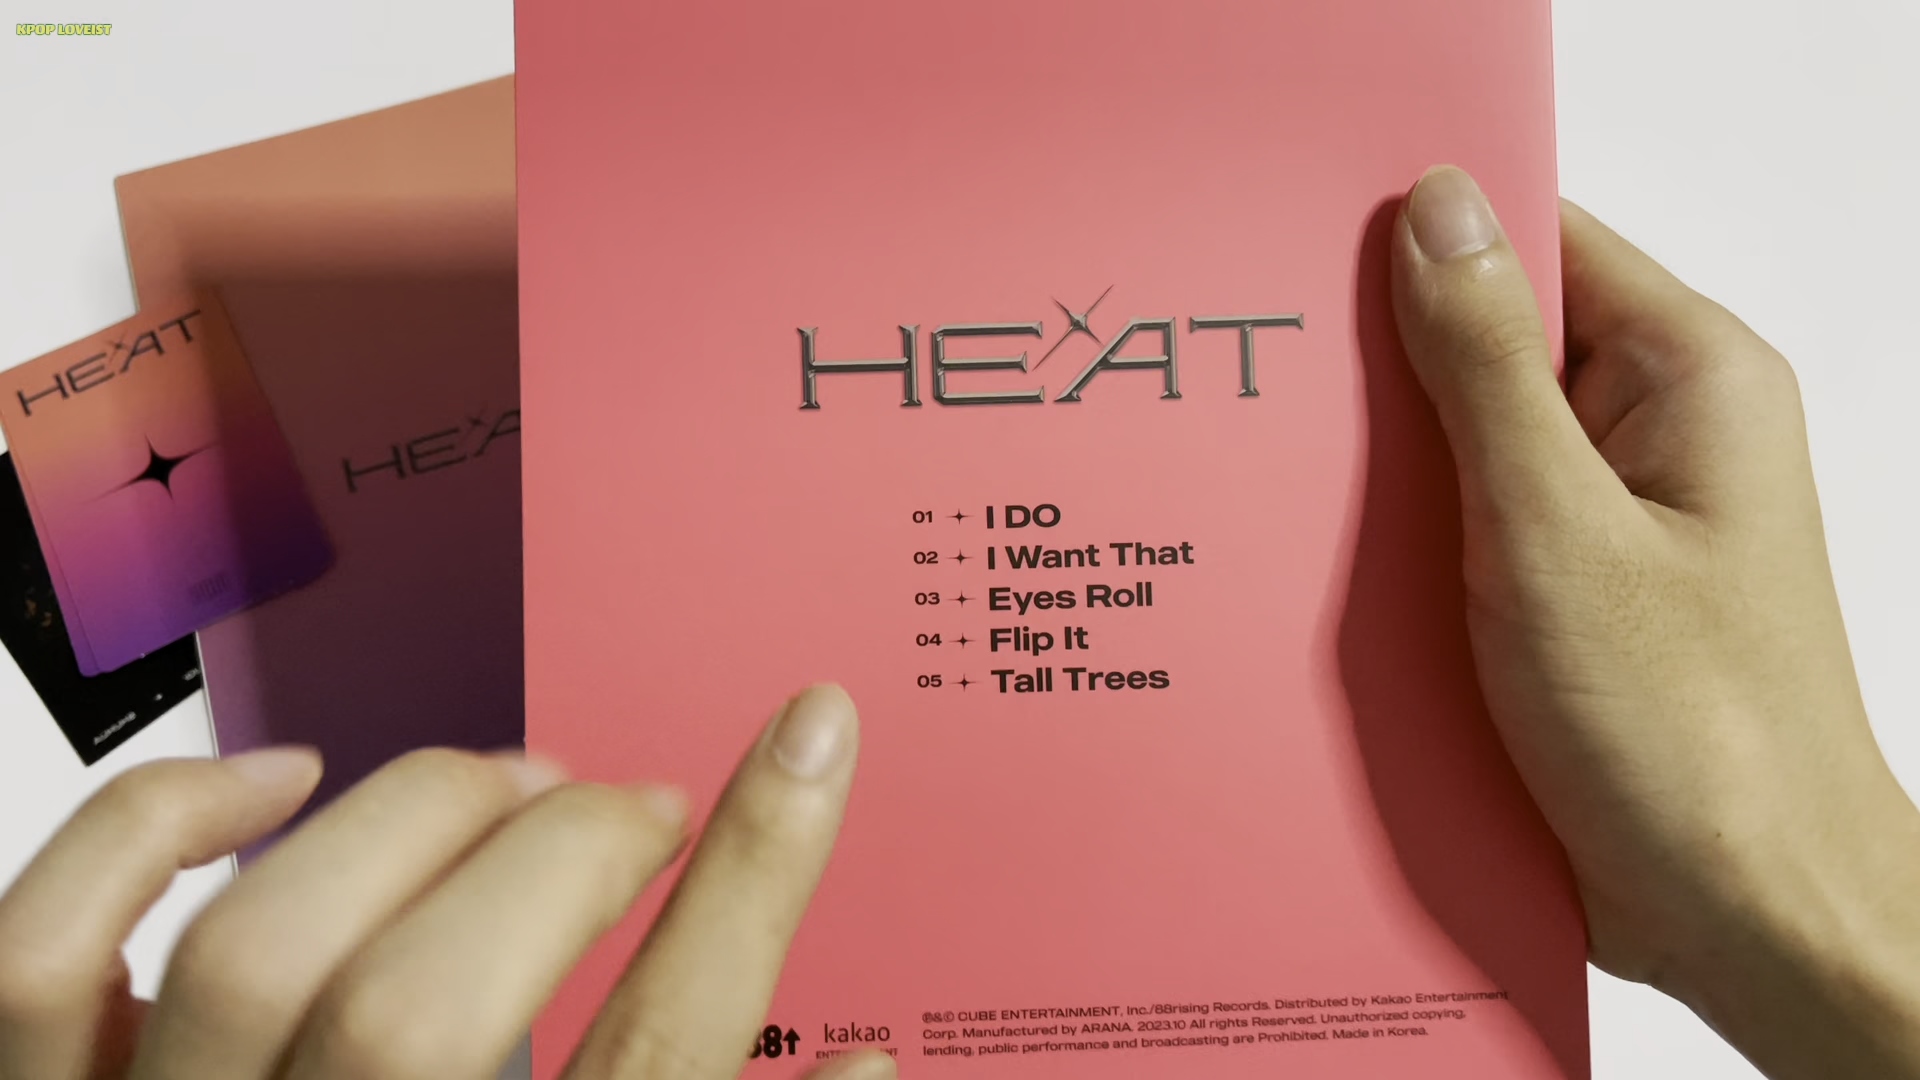 KPOP LOVEIST
HEAT
HEAT
HEA
01 I DO
02 I Want That
03 Eyes Roll
04 Flip It
05 Tall Trees
88↑ kakao
℗&© CUBE ENTERTAINMENT, Inc./88rising Records. Distributed by Kakao Entertainment
Corp. Manufactured by ARANA. 2023.10 All rights Reserved. Unauthorized copying,
lending, public performance and broadcasting are Prohibited. Made in Korea.